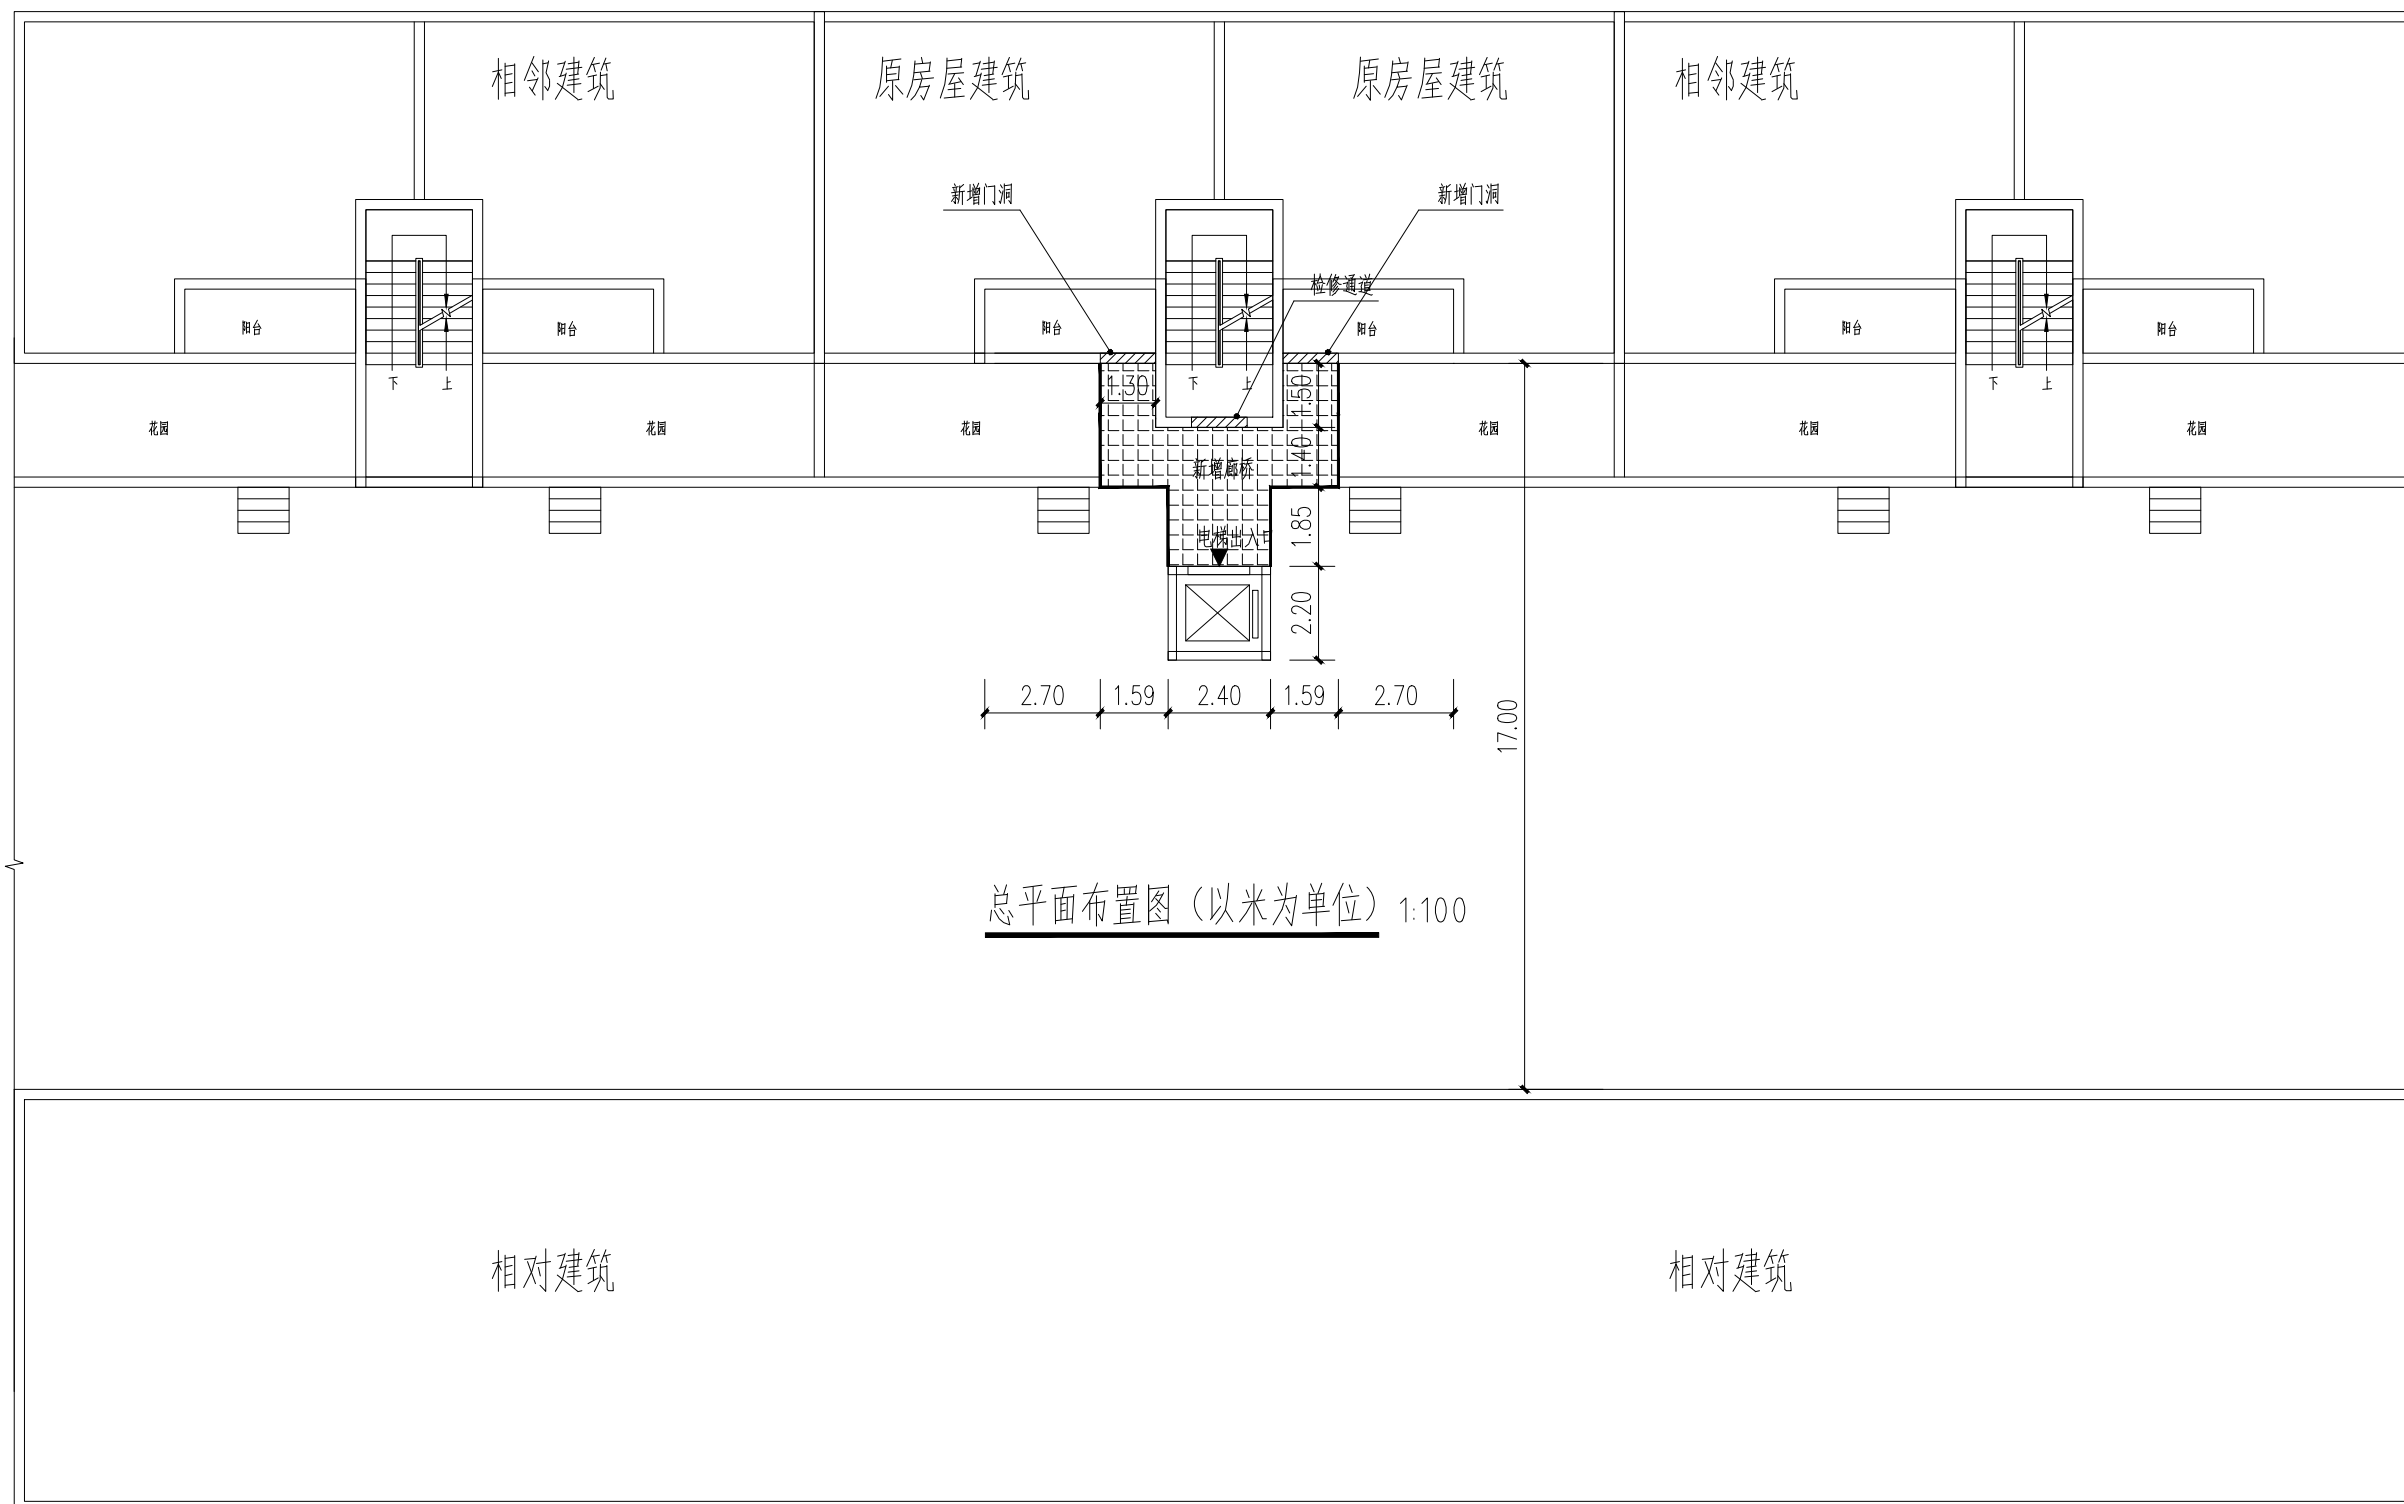 相邻建筑
原房屋建筑
原房屋建筑
相邻建筑
新增门洞
新增门洞
检修通道
阳台
阳台
阳台
阳台
阳台
阳台
下
上
下
上
下
上
1.30
1.50
花园
花园
花园
花园
花园
花园
1.40
新增廊桥
电梯出入口
1.85
2.20
2.70
1.59
2.40
1.59
2.70
17.00
总平面布置图（以米为单位） 1:100
相对建筑
相对建筑